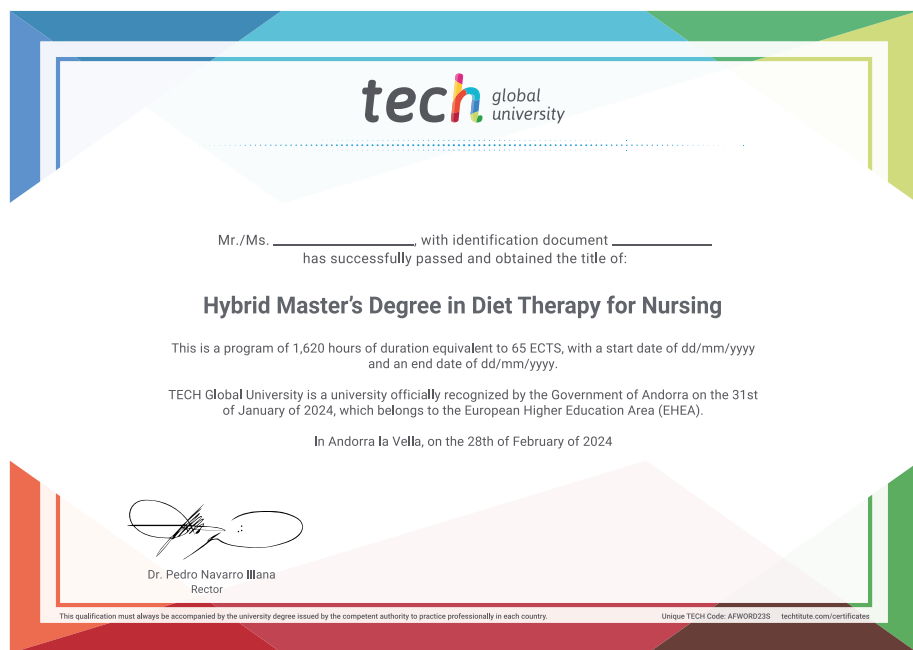 tech global university
Mr./Ms. ________________, with identification document ____________
has successfully passed and obtained the title of:
Hybrid Master’s Degree in Diet Therapy for Nursing
This is a program of 1,620 hours of duration equivalent to 65 ECTS, with a start date of dd/mm/yyyy
and an end date of dd/mm/yyyy.
TECH Global University is a university officially recognized by the Government of Andorra on the 31st
of January of 2024, which belongs to the European Higher Education Area (EHEA).
In Andorra la Vella, on the 28th of February of 2024
Dr. Pedro Navarro Illana
Rector
This qualification must always be accompanied by the university degree issued by the competent authority to practice professionally in each country.
Unique TECH Code: AFWORD23S techtitute.com/certificates